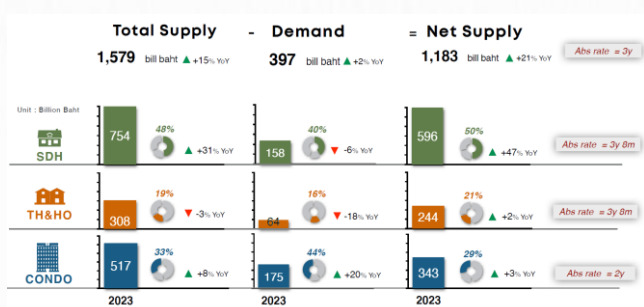 Total Supply - Demand = Net Supply
1,579 bill baht ▲ +15% YoY 397 bill baht ▲ +2% YoY 1,183 bill baht ▲ +21% YoY Abs rate = 3y
Unit : Billion Baht
SDH 754 48% ▲ +31% YoY 158 40% ▼ -6% YoY 596 50% ▲ +47% YoY Abs rate = 3y 8m
TH&HO 308 19% ▼ -3% YoY 64 16% ▼ -18% YoY 244 21% ▲ +2% YoY Abs rate = 3y 8m
CONDO 517 33% ▲ +8% YoY 175 44% ▲ +20% YoY 343 29% ▲ +3% YoY Abs rate = 2y
2023 2023 2023